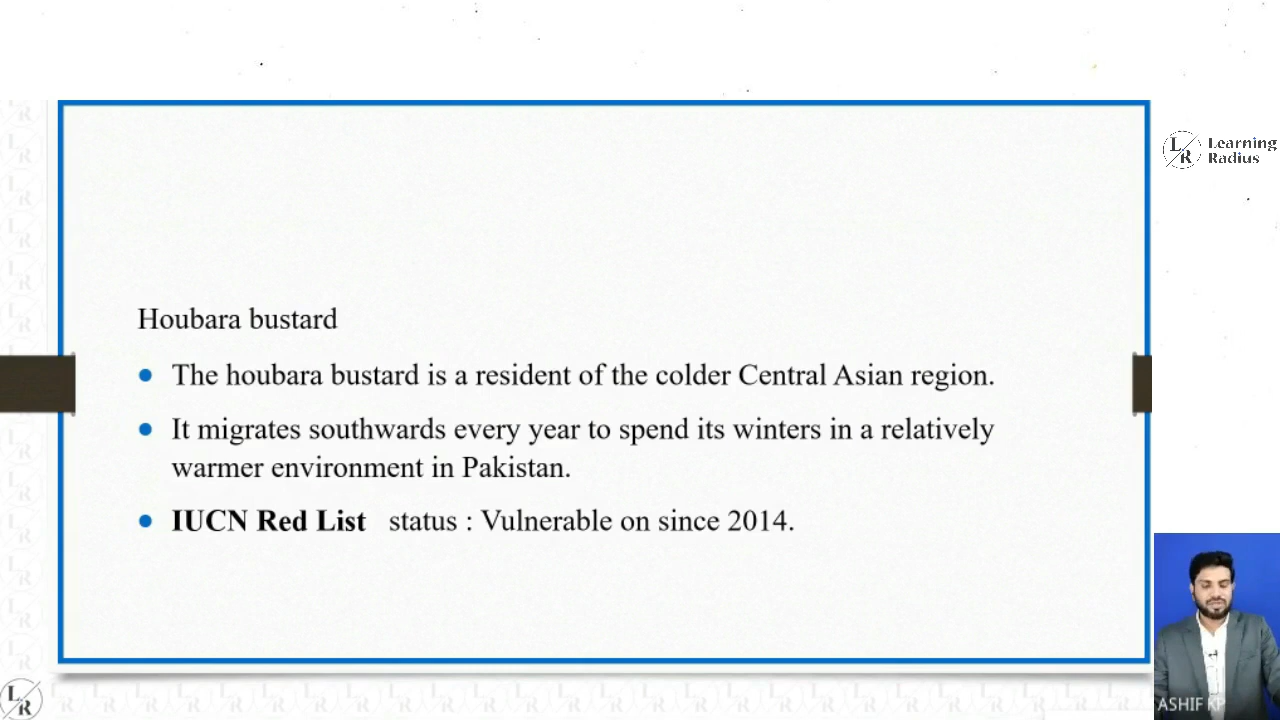 L R Learning
Radius
Houbara bustard
The houbara bustard is a resident of the colder Central Asian region.
It migrates southwards every year to spend its winters in a relatively
warmer environment in Pakistan.
IUCN Red List status : Vulnerable on since 2014.
L R
ASHIF KP